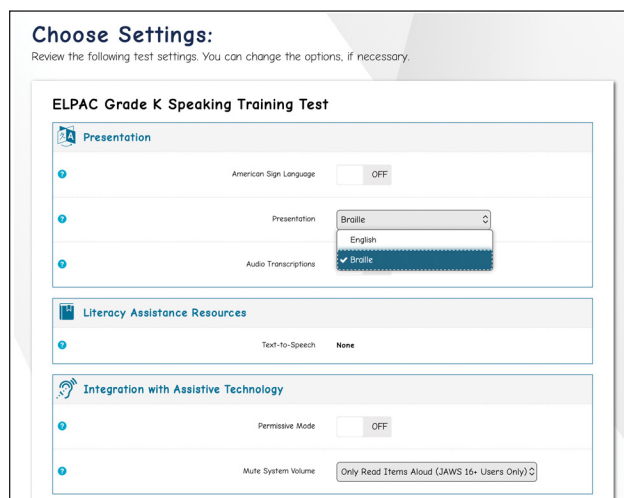 Choose Settings:
Review the following test settings. You can change the options, if necessary.
ELPAC Grade K Speaking Training Test
Presentation
American Sign Language OFF
Presentation Braille
English
Audio Transcriptions ✔ Braille
Literacy Assistance Resources
Text-to-Speech None
Integration with Assistive Technology
Permissive Mode OFF
Mute System Volume Only Read Items Aloud (JAWS 16+ Users Only)